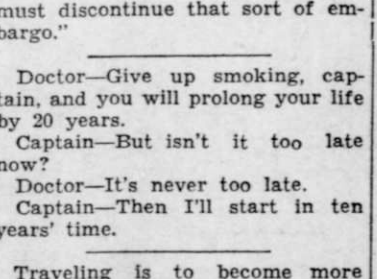 must discontinue that sort of em-
bargo."
Doctor—Give up smoking, cap-
tain, and you will prolong your life
by 20 years.
Captain—But isn't it too late
now?
Doctor—It's never too late.
Captain—Then I'll start in ten
years' time.
Traveling is to become more